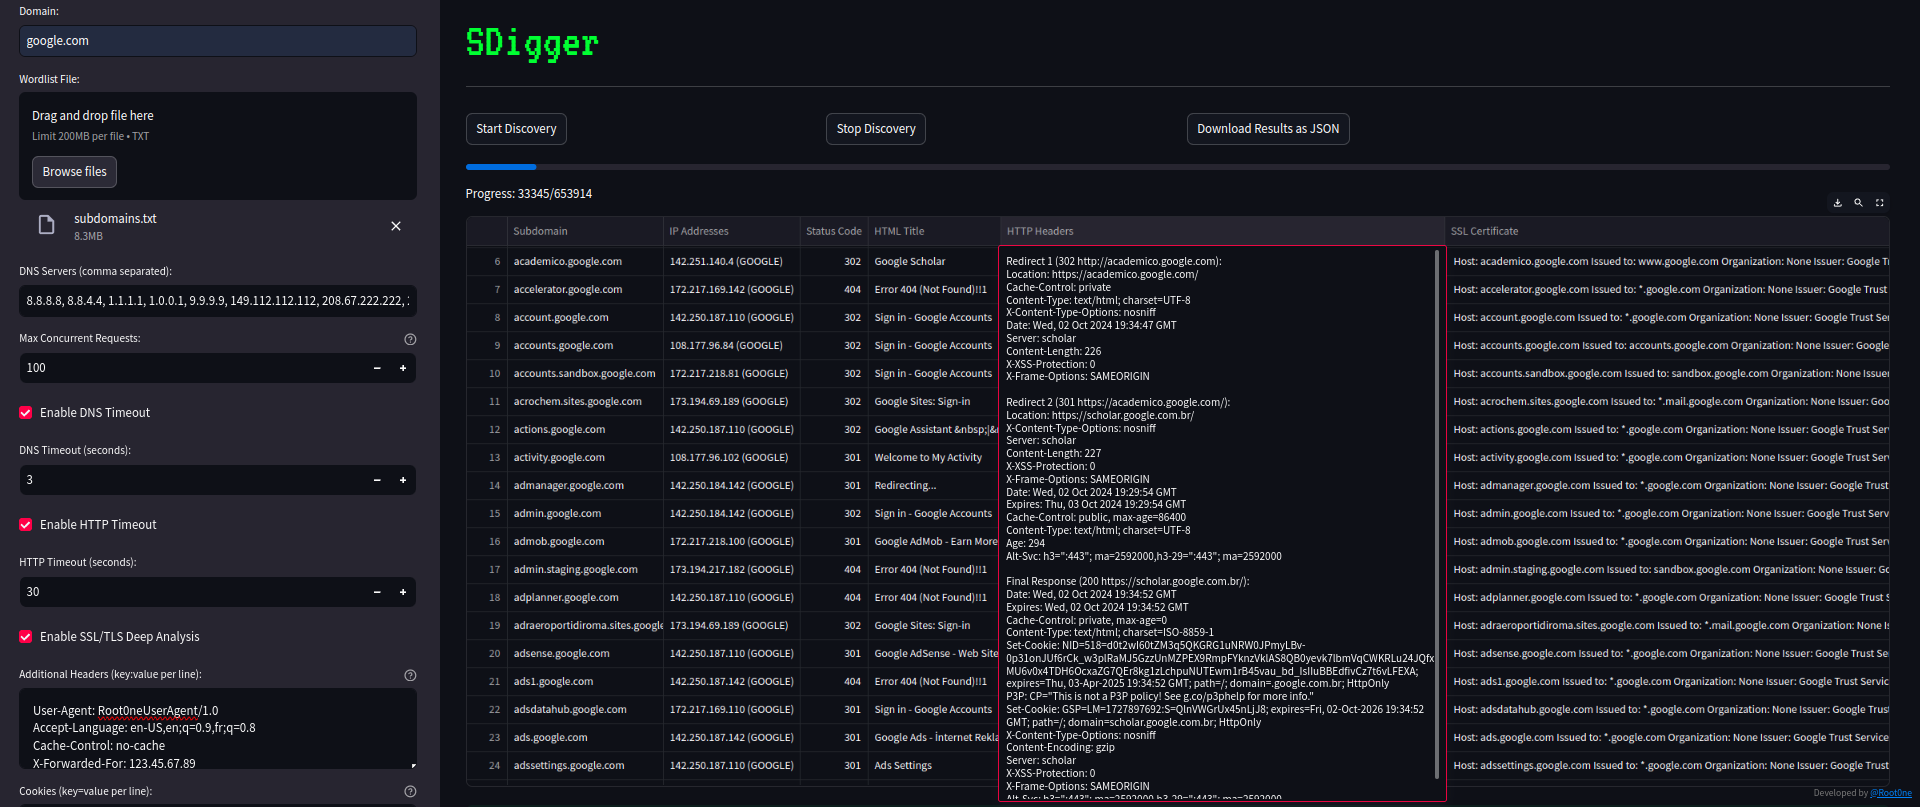 Domain:
google.com
Wordlist File:
Drag and drop file here
Limit 200MB per file • TXT
Browse files
subdomains.txt
8.3MB
DNS Servers (comma separated):
8.8.8.8, 8.8.4.4, 1.1.1.1, 1.0.0.1, 9.9.9.9, 149.112.112.112, 208.67.222.222,
Max Concurrent Requests:
100
Enable DNS Timeout
DNS Timeout (seconds):
3
Enable HTTP Timeout
HTTP Timeout (seconds):
30
Enable SSL/TLS Deep Analysis
Additional Headers (key:value per line):
User-Agent: Root0neUserAgent/1.0
Accept-Language: en-US,en;q=0.9,fr;q=0.8
Cache-Control: no-cache
X-Forwarded-For: 123.45.67.89
Cookies (key=value per line):
SDigger
Start Discovery
Stop Discovery
Download Results as JSON
Progress: 33345/653914
Subdomain IP Addresses Status Code HTML Title HTTP Headers SSL Certificate
6 academico.google.com 142.251.140.4 (GOOGLE) 302 Google Scholar Host: academico.google.com Issued to: www.google.com Organization: None Issuer: Google Tr
7 accelerator.google.com 172.217.169.142 (GOOGLE) 404 Error 404 (Not Found)!!1 Host: accelerator.google.com Issued to: *.google.com Organization: None Issuer: Google Trust
8 account.google.com 142.250.187.110 (GOOGLE) 302 Sign in - Google Accounts Host: account.google.com Issued to: *.google.com Organization: None Issuer: Google Trust Ser
9 accounts.google.com 108.177.96.84 (GOOGLE) 302 Sign in - Google Accounts Host: accounts.google.com Issued to: accounts.google.com Organization: None Issuer: Google
10 accounts.sandbox.google.com 172.217.218.81 (GOOGLE) 302 Sign in - Google Accounts Host: accounts.sandbox.google.com Issued to: sandbox.google.com Organization: None Issuer
11 acrochem.sites.google.com 173.194.69.189 (GOOGLE) 302 Google Sites: Sign-in Host: acrochem.sites.google.com Issued to: *.mail.google.com Organization: None Issuer: Goo
12 actions.google.com 142.250.187.110 (GOOGLE) 302 Google Assistant &nbsp;|& Host: actions.google.com Issued to: *.google.com Organization: None Issuer: Google Trust Serv
13 activity.google.com 108.177.96.102 (GOOGLE) 301 Welcome to My Activity Host: activity.google.com Issued to: *.google.com Organization: None Issuer: Google Trust Ser
14 admanager.google.com 142.250.184.142 (GOOGLE) 301 Redirecting... Host: admanager.google.com Issued to: *.google.com Organization: None Issuer: Google Trust
15 admin.google.com 142.250.184.142 (GOOGLE) 302 Sign in - Google Accounts Host: admin.google.com Issued to: *.google.com Organization: None Issuer: Google Trust Serv
16 admob.google.com 172.217.218.100 (GOOGLE) 301 Google AdMob - Earn More Host: admob.google.com Issued to: *.google.com Organization: None Issuer: Google Trust Ser
17 admin.staging.google.com 173.194.217.182 (GOOGLE) 404 Error 404 (Not Found)!!1 Host: admin.staging.google.com Issued to: sandbox.google.com Organization: None Issuer: Gc
18 adplanner.google.com 142.250.187.110 (GOOGLE) 404 Error 404 (Not Found)!!1 Host: adplanner.google.com Issued to: *.google.com Organization: None Issuer: Google Trust S
19 adraeroportidiroma.sites.google 173.194.69.189 (GOOGLE) 302 Google Sites: Sign-in Host: adraeroportidiroma.sites.google.com Issued to: *.mail.google.com Organization: None Is
20 adsense.google.com 142.250.187.110 (GOOGLE) 301 Google AdSense - Web Site Host: adsense.google.com Issued to: *.google.com Organization: None Issuer: Google Trust Se
21 ads1.google.com 142.250.187.110 (GOOGLE) 404 Error 404 (Not Found)!!1 Host: ads1.google.com Issued to: *.google.com Organization: None Issuer: Google Trust Servic
22 adsdatahub.google.com 172.217.169.110 (GOOGLE) 301 Sign in - Google Accounts Host: adsdatahub.google.com Issued to: *.google.com Organization: None Issuer: Google Trust
23 ads.google.com 142.250.187.142 (GOOGLE) 301 Google Ads - İnternet Rekla Host: ads.google.com Issued to: *.google.com Organization: None Issuer: Google Trust Service
24 adssettings.google.com 142.250.187.110 (GOOGLE) 301 Ads Settings Host: adssettings.google.com Issued to: *.google.com Organization: None Issuer: Google Trust
Redirect 1 (302 http://academico.google.com):
Location: https://academico.google.com/
Cache-Control: private
Content-Type: text/html; charset=UTF-8
X-Content-Type-Options: nosniff
Date: Wed, 02 Oct 2024 19:34:47 GMT
Server: scholar
Content-Length: 226
X-XSS-Protection: 0
X-Frame-Options: SAMEORIGIN
Redirect 2 (301 https://academico.google.com/):
Location: https://scholar.google.com.br/
X-Content-Type-Options: nosniff
Server: scholar
Content-Length: 227
X-XSS-Protection: 0
X-Frame-Options: SAMEORIGIN
Date: Wed, 02 Oct 2024 19:29:54 GMT
Expires: Thu, 03 Oct 2024 19:29:54 GMT
Cache-Control: public, max-age=86400
Content-Type: text/html; charset=UTF-8
Age: 294
Alt-Svc: h3=":443"; ma=2592000,h3-29=":443"; ma=2592000
Final Response (200 https://scholar.google.com.br/):
Date: Wed, 02 Oct 2024 19:34:52 GMT
Expires: Wed, 02 Oct 2024 19:34:52 GMT
Cache-Control: private, max-age=0
Content-Type: text/html; charset=ISO-8859-1
Set-Cookie:
expires=Thu, 03-Apr-2025 19:34:52 GMT; path=/; domain=.google.com.br; HttpOnly
P3P: CP="This is not a P3P policy! See g.co/p3phelp for more info."
Set-Cookie: GSP=LM=1727897692:S=QlnVWGrUx45nLjJ8; expires=Fri, 02-Oct-2026 19:34:52
GMT; path=/; domain=scholar.google.com.br; HttpOnly
X-Content-Type-Options: nosniff
Content-Encoding: gzip
Server: scholar
X-XSS-Protection: 0
X-Frame-Options: SAMEORIGIN
Alt-Svc: h3=":443"; ma=2592000,h3-29=":443"; ma=2592000
Developed by @Root0ne